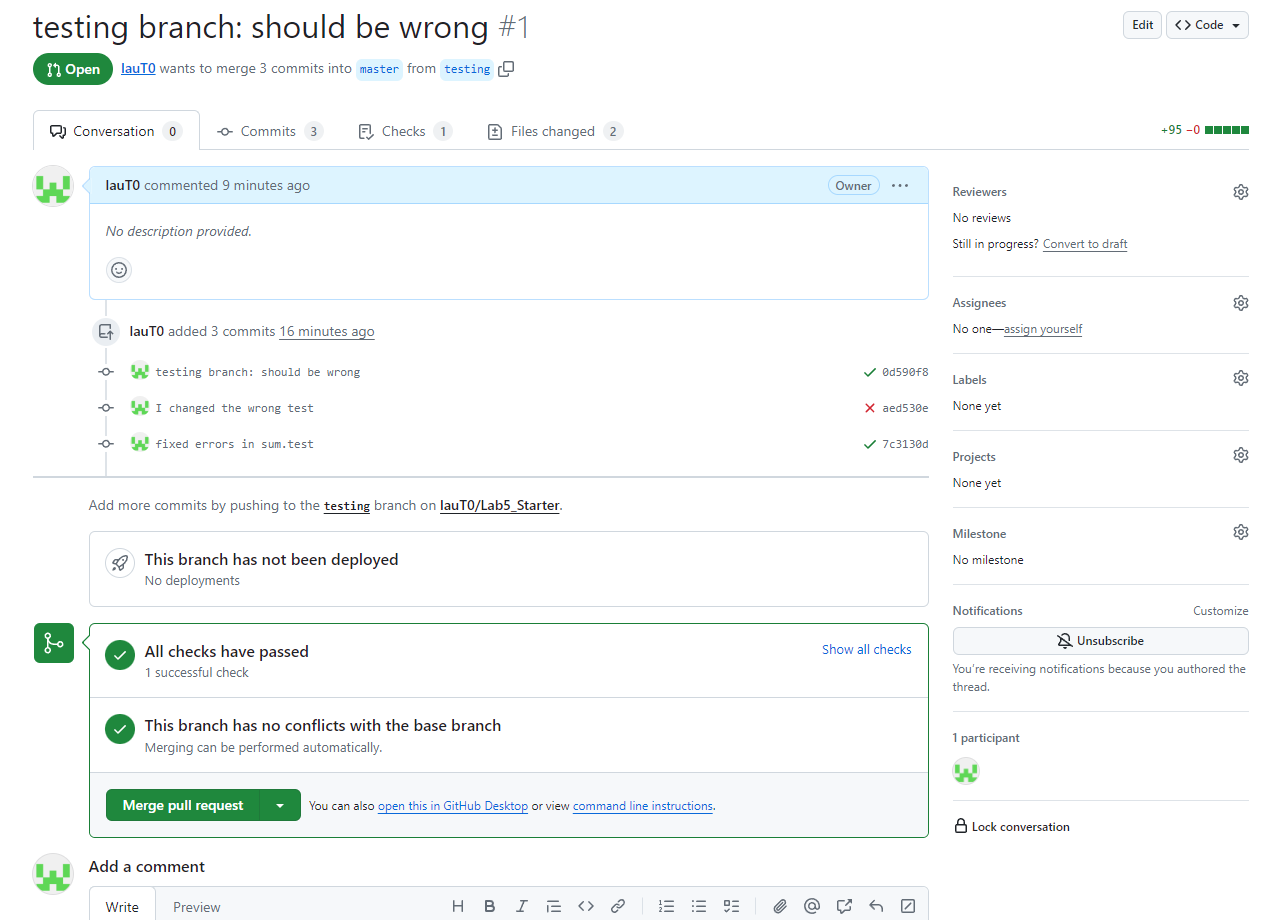 testing branch: should be wrong #1
Edit
Code
Open
lauT0 wants to merge 3 commits into master from testing
Conversation 0
Commits 3
Checks 1
Files changed 2
+95 −0
lauT0 commented 9 minutes ago
Owner
No description provided.
lauT0 added 3 commits 16 minutes ago
testing branch: should be wrong
0d590f8
I changed the wrong test
aed530e
fixed errors in sum.test
7c3130d
Add more commits by pushing to the testing branch on lauT0/Lab5_Starter.
This branch has not been deployed
No deployments
All checks have passed
1 successful check
Show all checks
This branch has no conflicts with the base branch
Merging can be performed automatically.
Merge pull request
You can also open this in GitHub Desktop or view command line instructions.
Add a comment
Write
Preview
Reviewers
No reviews
Still in progress? Convert to draft
Assignees
No one—assign yourself
Labels
None yet
Projects
None yet
Milestone
No milestone
Notifications
Customize
Unsubscribe
You're receiving notifications because you authored the
thread.
1 participant
Lock conversation